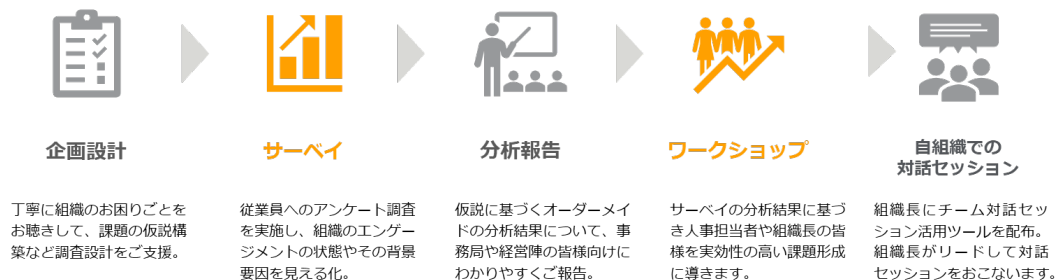 企画設計
サーベイ
分析報告
ワークショップ
自組織での
対話セッション
丁寧に組織のお困りごとを
お聴きして、課題の仮説構
築など調査設計をご支援。
従業員へのアンケート調査
を実施し、組織のエンゲー
ジメントの状態やその背景
要因を見える化。
仮説に基づくオーダーメイ
ドの分析結果について、事
務局や経営陣の皆様向けに
わかりやすくご報告。
サーベイの分析結果に基づ
き人事担当者や組織長の皆
様を実効性の高い課題形成
に導きます。
組織長にチーム対話セッ
ション活用ツールを配布。
組織長がリードして対話
セッションをおこないます。